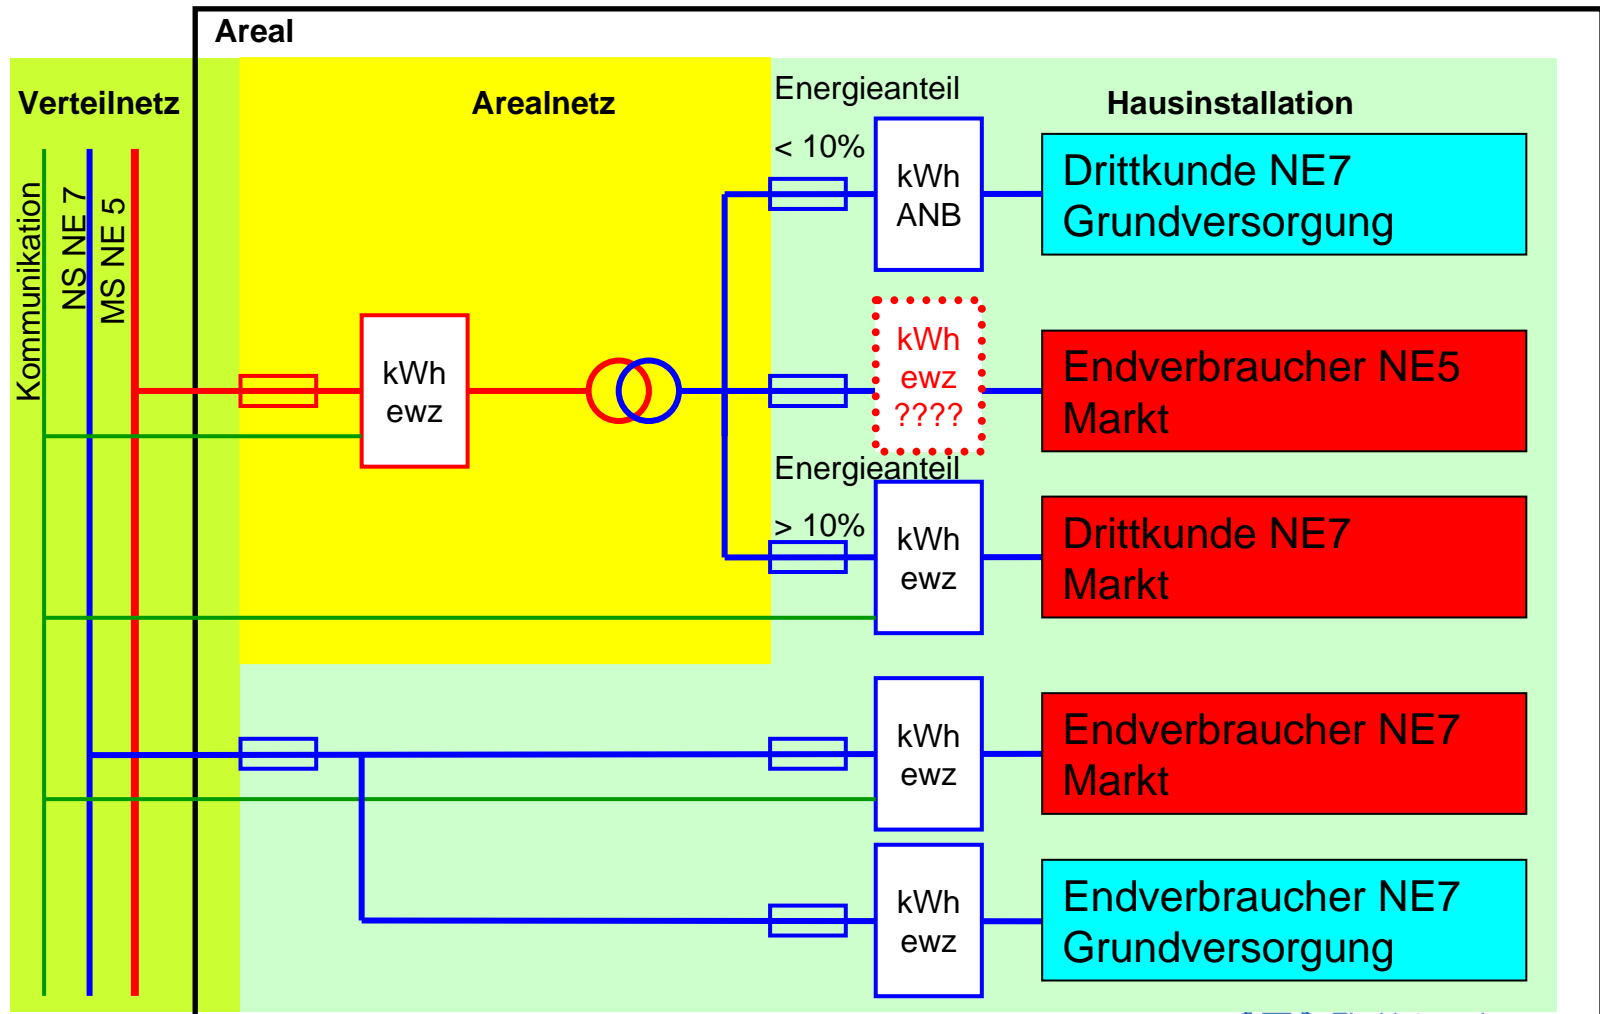 Areal
Verteilnetz
Arealnetz
Energieanteil
< 10%
Hausinstallation
Kommunikation
NS NE 7
MS NE 5
kWh
ANB
Drittkunde NE7
Grundversorgung
kWh
ewz
kWh
ewz
????
Endverbraucher NE5
Markt
Energieanteil
> 10%
kWh
ewz
Drittkunde NE7
Markt
kWh
ewz
Endverbraucher NE7
Markt
kWh
ewz
Endverbraucher NE7
Grundversorgung